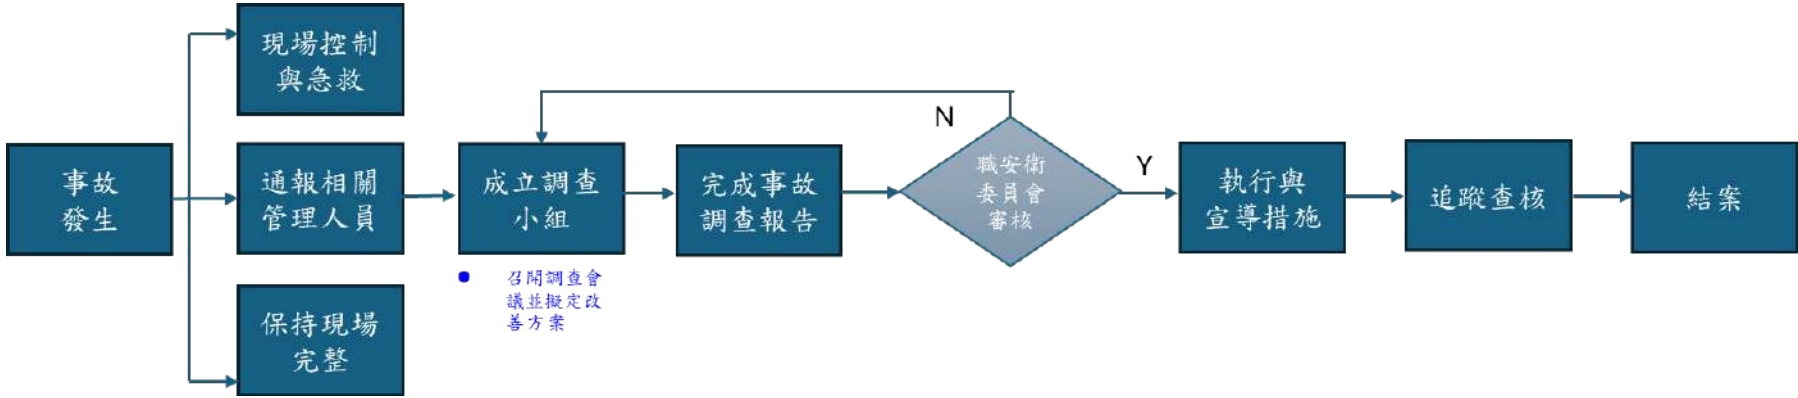 現場控制
與急救
事故
發生
通報相關
管理人員
保持現場
完整
成立調查
小組
● 召開調查會
議並擬定改
善方案
完成事故
調查報告
N
職安衛
委員會
審核
Y
執行與
宣導措施
追蹤查核
結案